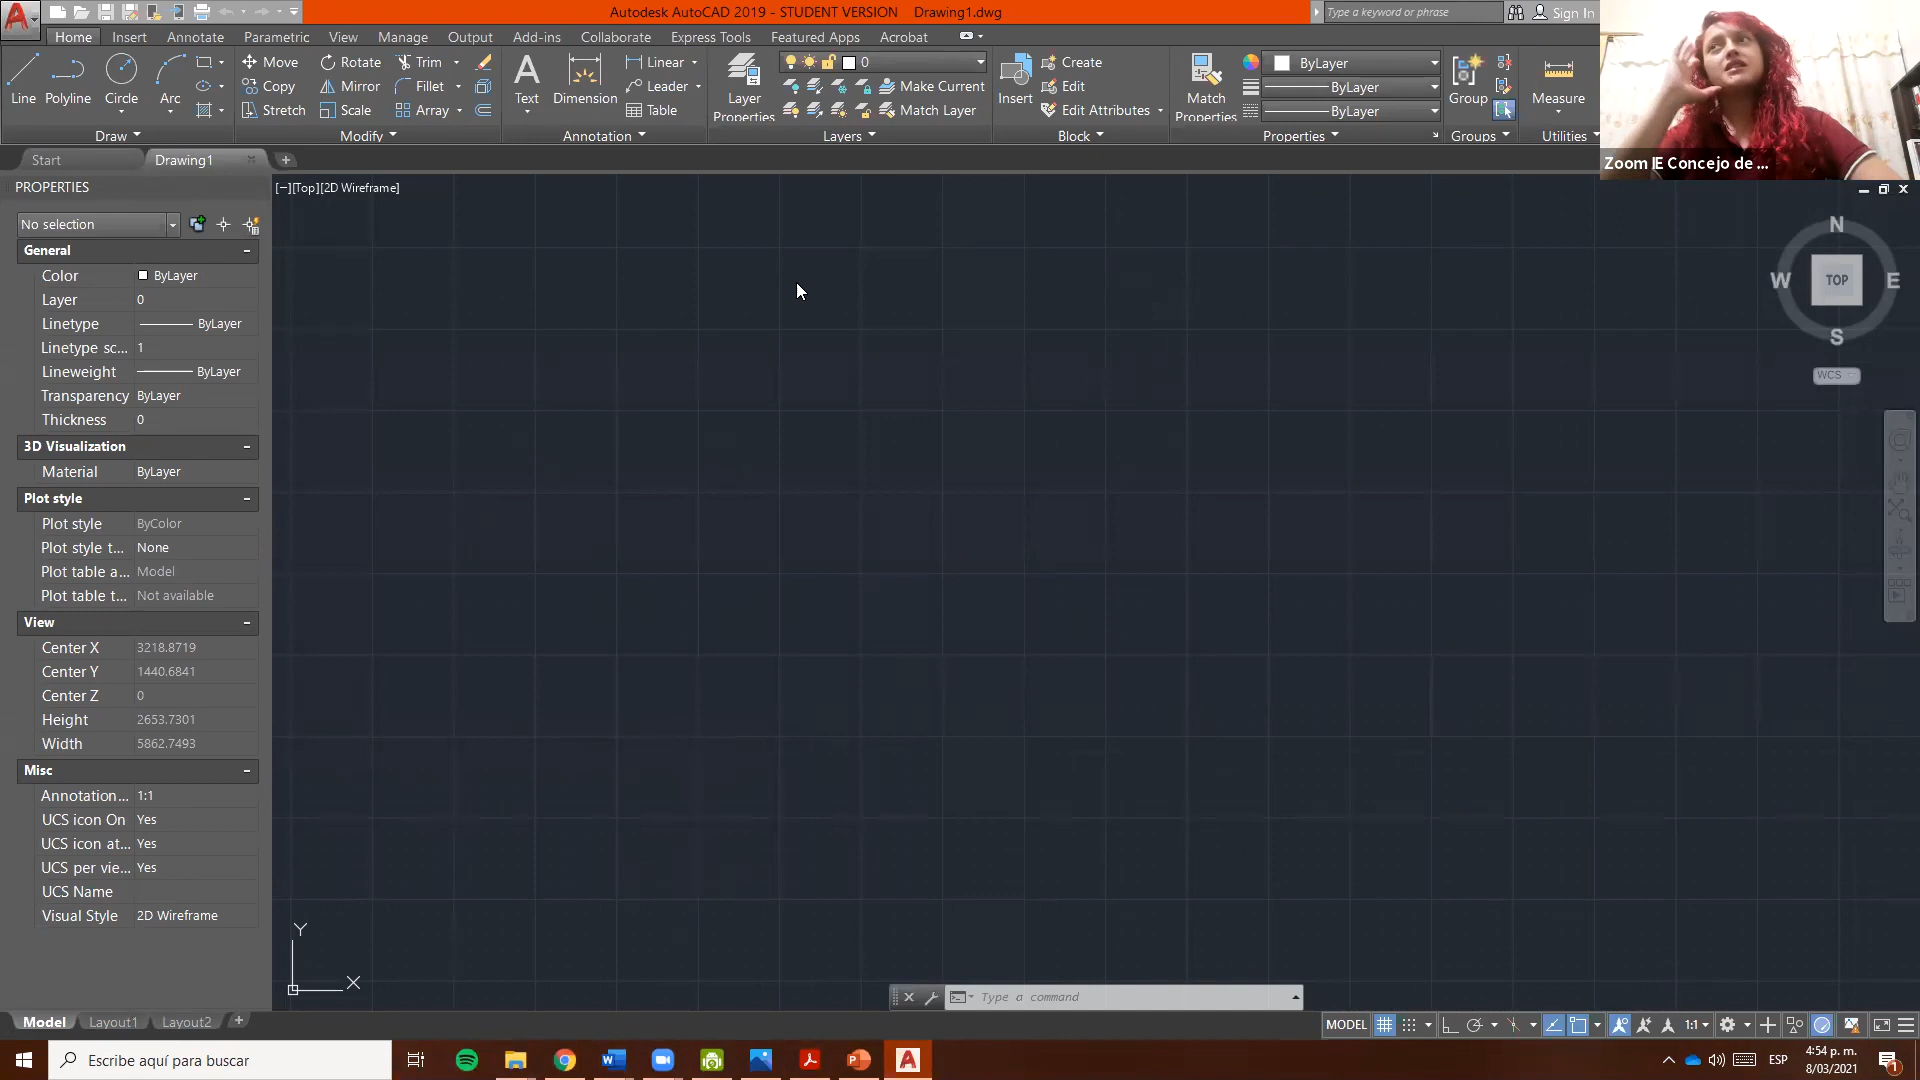 Autodesk AutoCAD 2019 - STUDENT VERSION Drawing1.dwg
Type a keyword or phrase
Sign In
Home Insert Annotate Parametric View Manage Output Add-ins Collaborate Express Tools Featured Apps Acrobat
Line Polyline Circle Arc
Move Rotate Trim
Copy Mirror Fillet
Stretch Scale Array
Text Dimension
Linear
Leader
Table
Layer
Properties
0
Make Current
Match Layer
Insert
Create
Edit
Edit Attributes
Match
Properties
ByLayer
ByLayer
ByLayer
Group
Measure
Draw Modify Annotation Layers Block Properties Groups Utilities
Zoom IE Concejo de ...
Start Drawing1
PROPERTIES
[−][Top][2D Wireframe]
No selection
General
Color ByLayer
Layer 0
Linetype ByLayer
Linetype sc... 1
Lineweight ByLayer
Transparency ByLayer
Thickness 0
3D Visualization
Material ByLayer
Plot style
Plot style ByColor
Plot style t... None
Plot table a... Model
Plot table t... Not available
View
Center X 3218.8719
Center Y 1440.6841
Center Z 0
Height 2653.7301
Width 5862.7493
Misc
Annotation... 1:1
UCS icon On Yes
UCS icon at... Yes
UCS per vie... Yes
UCS Name
Visual Style 2D Wireframe
N
W TOP E
S
WCS
Y
X
Type a command
Model Layout1 Layout2
MODEL 1:1
Escribe aquí para buscar
ESP
4:54 p. m.
8/03/2021
1